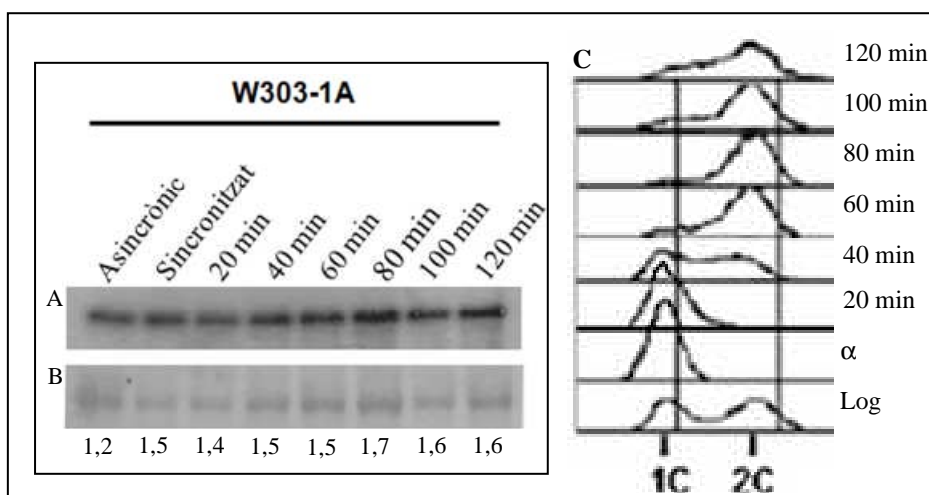 W303-1A
Asincrònic
Sincronitzat
20 min
40 min
60 min
80 min
100 min
120 min
A
B
1,2 1,5 1,4 1,5 1,5 1,7 1,6 1,6
C
120 min
100 min
80 min
60 min
40 min
20 min
α
Log
1C 2C